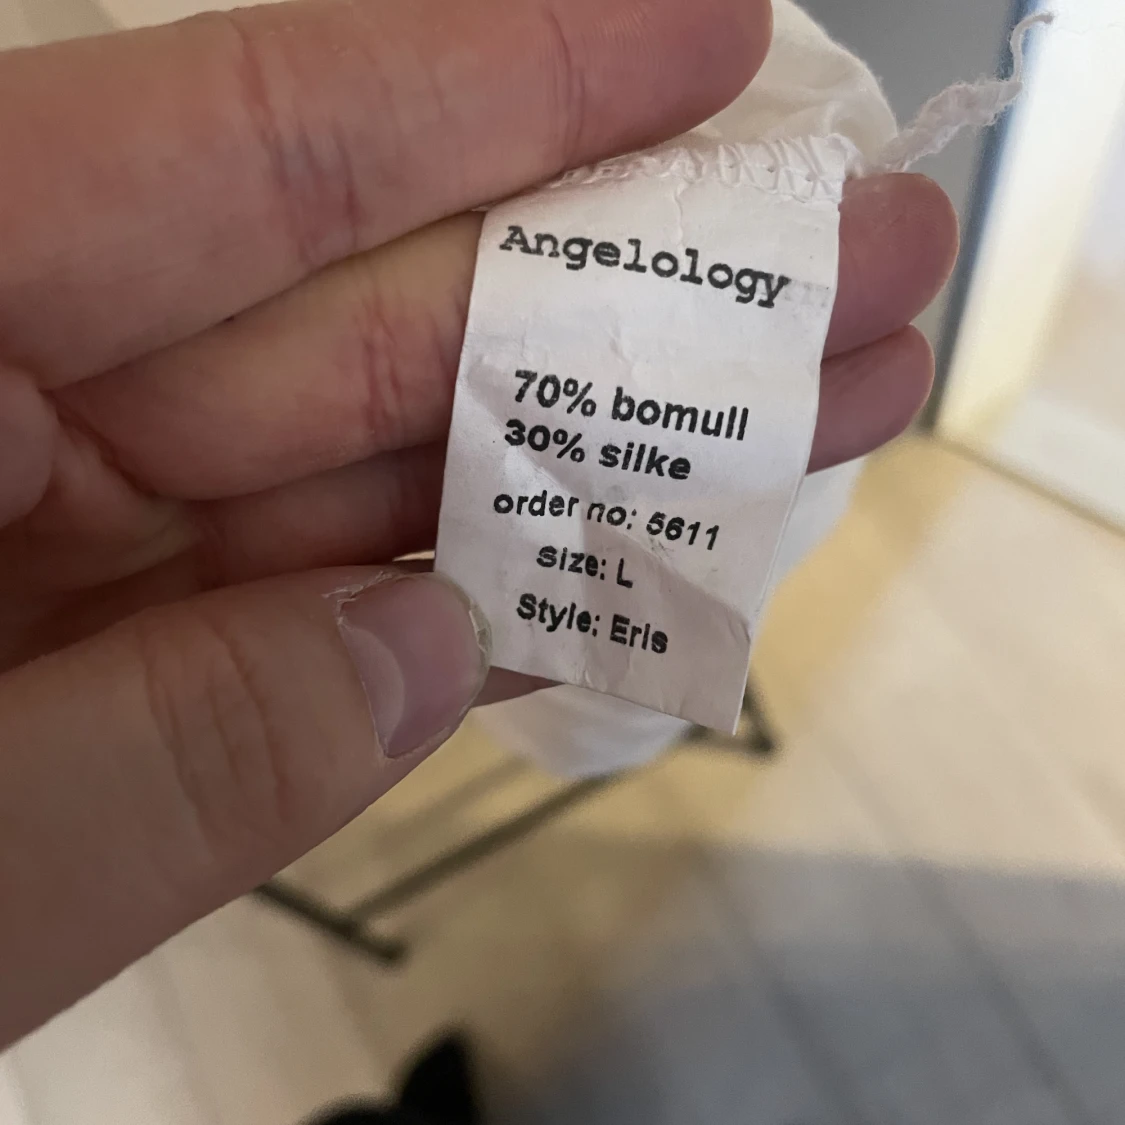 Angelology
70% bomull
30% silke
order no: 5611
Size: L
Style: Eris